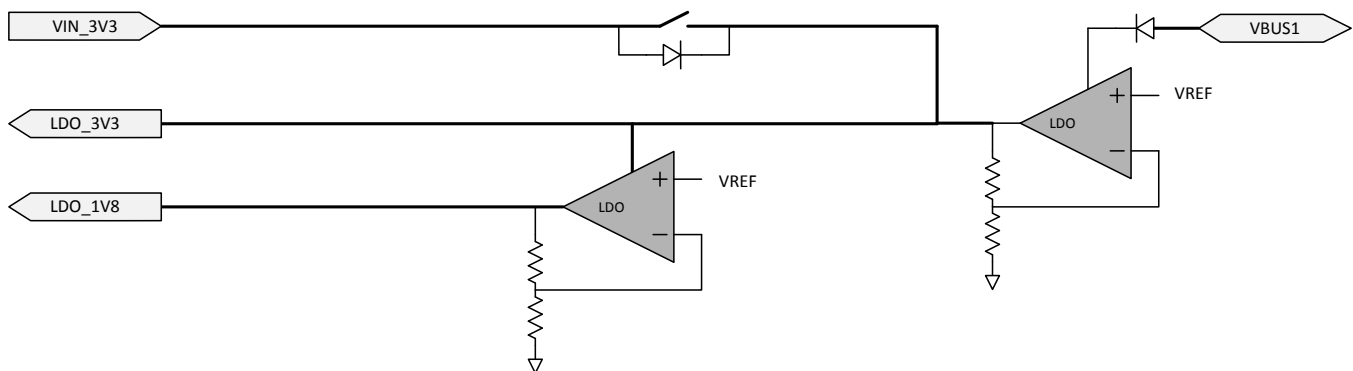 VIN_3V3
VBUS1
+
VREF
LDO_3V3
LDO
−
+
VREF
LDO_1V8
LDO
−